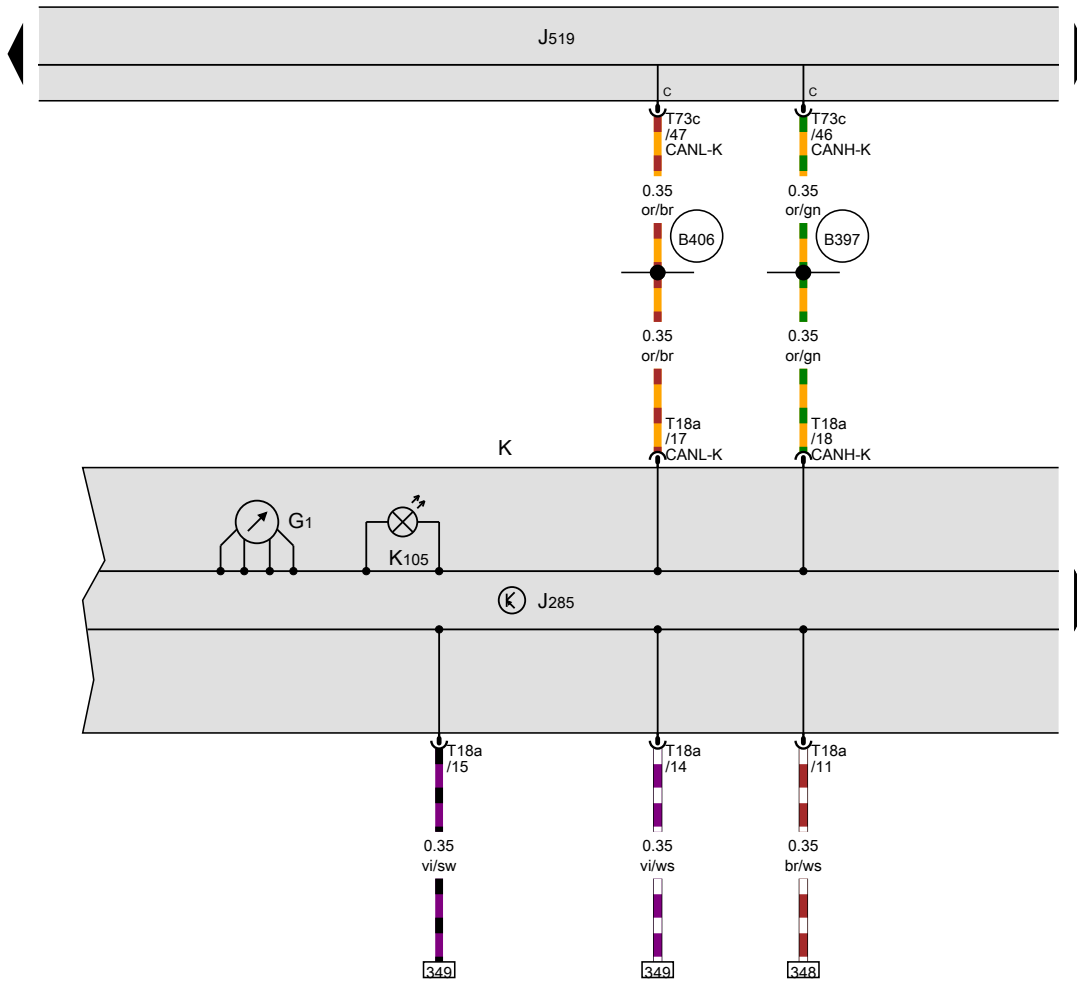 J519
C
C
T73c
/47
CANL-K
T73c
/46
CANH-K
0.35
or/br
0.35
or/gn
B406
B397
0.35
or/br
0.35
or/gn
T18a
/17
CANL-K
T18a
/18
CANH-K
K
G1
K105
J285
T18a
/15
T18a
/14
T18a
/11
0.35
vi/sw
0.35
vi/ws
0.35
br/ws
349
349
348